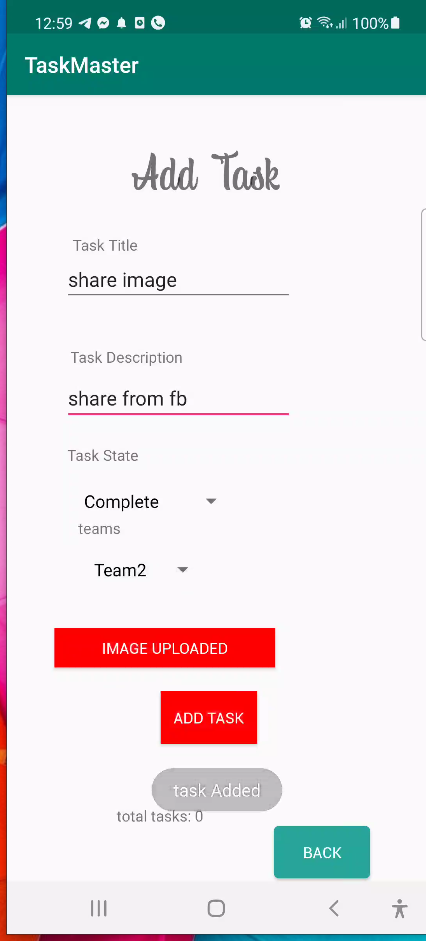 12:59 100%
TaskMaster
Add Task
Task Title
share image
Task Description
share from fb
Task State
Complete
teams
Team2
IMAGE UPLOADED
ADD TASK
task Added
total tasks: 0
BACK